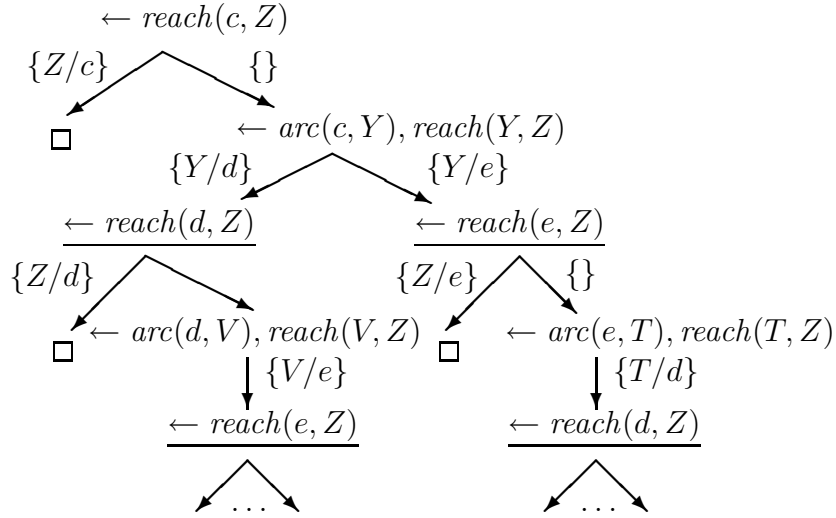 ← reach(c, Z)
{Z/c} {}
□ ← arc(c, Y), reach(Y, Z)
{Y/d} {Y/e}
← reach(d, Z) ← reach(e, Z)
{Z/d} {Z/e} {}
□ ← arc(d, V), reach(V, Z) □ ← arc(e, T), reach(T, Z)
{V/e} {T/d}
← reach(e, Z) ← reach(d, Z)
... ...